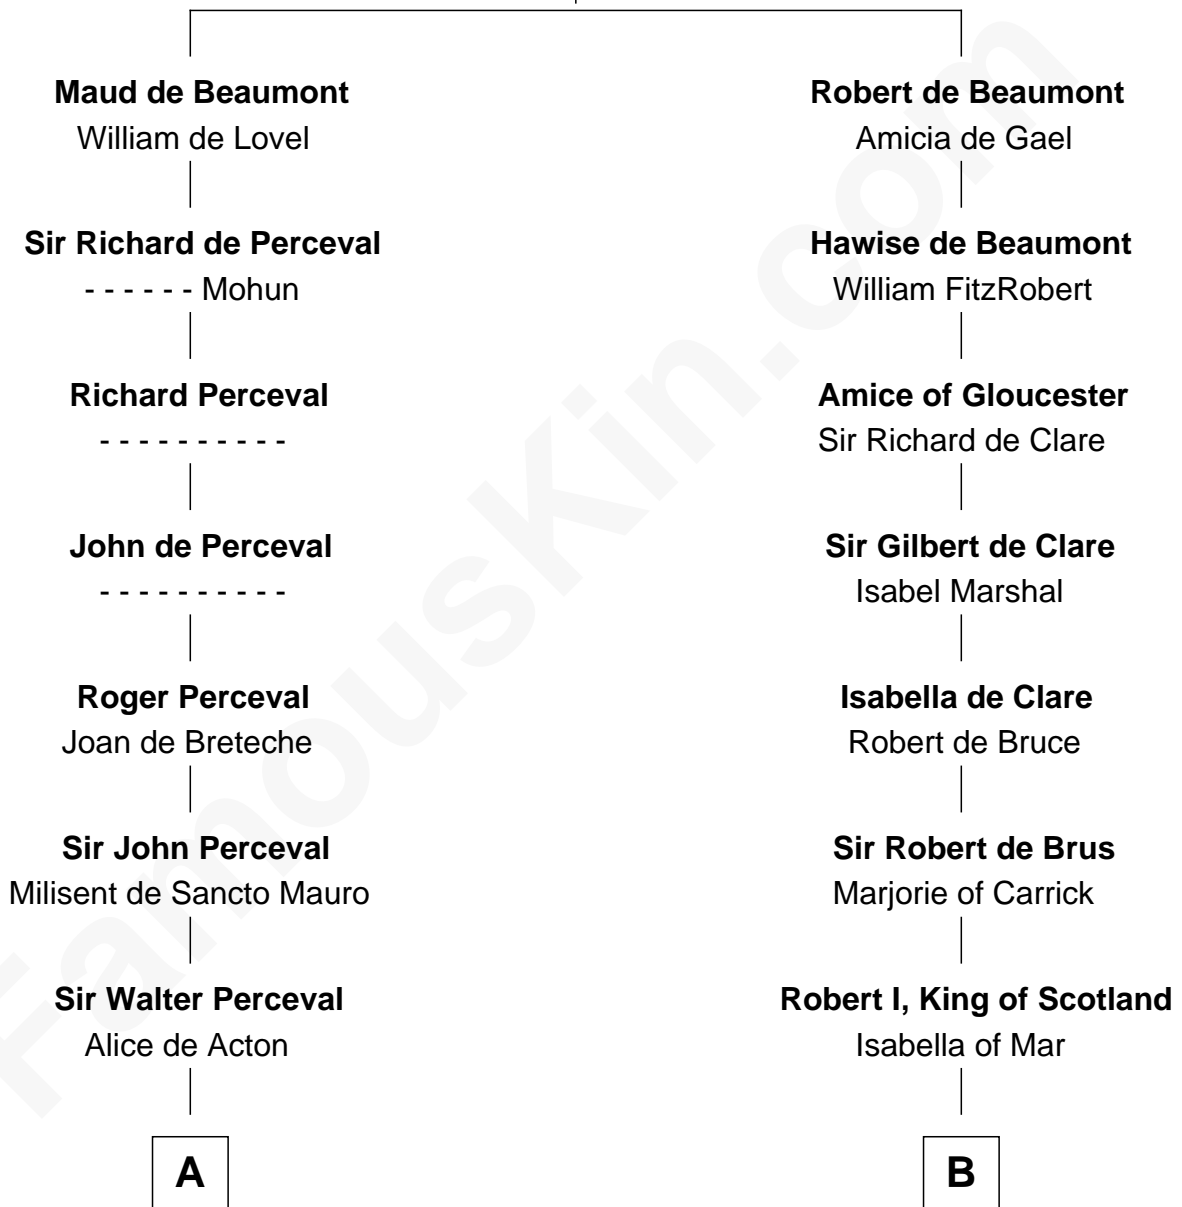 Maud de Beaumont
William de Lovel
Sir Richard de Perceval
- - - - - - Mohun
Richard Perceval
- - - - - - - - - -
John de Perceval
- - - - - - - - - -
Roger Perceval
Joan de Breteche
Sir John Perceval
Milisent de Sancto Mauro
Sir Walter Perceval
Alice de Acton
A
Robert de Beaumont
Amicia de Gael
Hawise de Beaumont
William FitzRobert
Amice of Gloucester
Sir Richard de Clare
Sir Gilbert de Clare
Isabel Marshal
Isabella de Clare
Robert de Bruce
Sir Robert de Brus
Marjorie of Carrick
Robert I, King of Scotland
Isabella of Mar
B
FamousKin.com